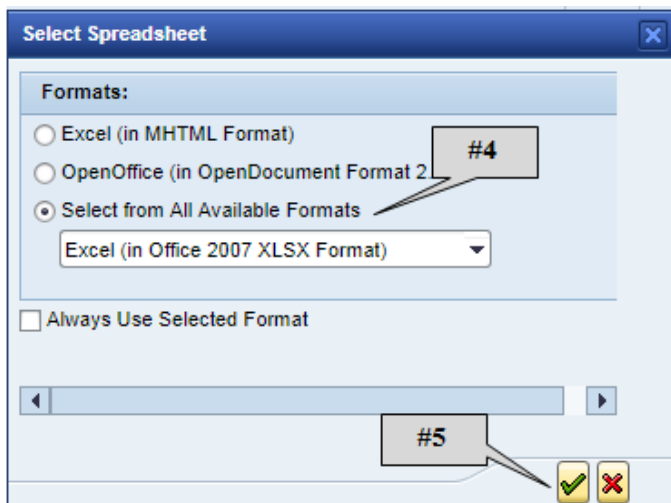 Select Spreadsheet
Formats:
Excel (in MHTML Format)
#4
OpenOffice (in OpenDocument Format 2.
Select from All Available Formats
Excel (in Office 2007 XLSX Format)
Always Use Selected Format
#5